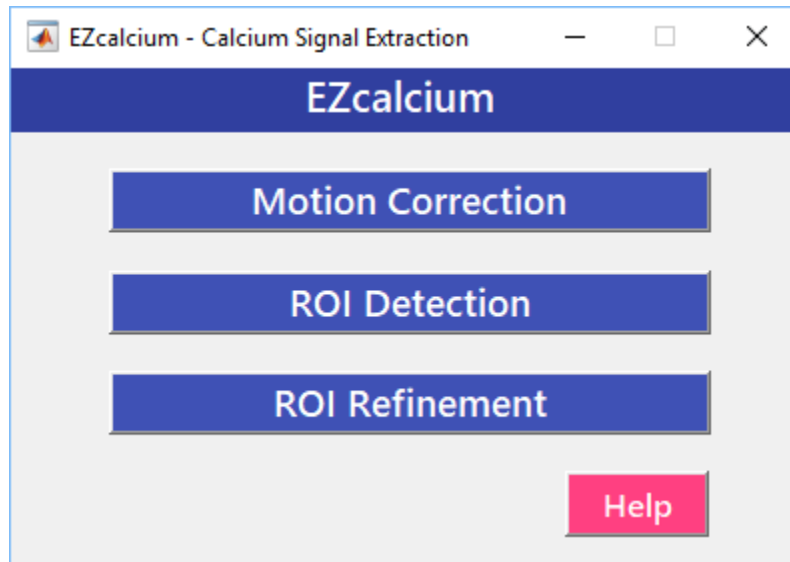 EZcalcium - Calcium Signal Extraction
EZcalcium
Motion Correction
ROI Detection
ROI Refinement
Help